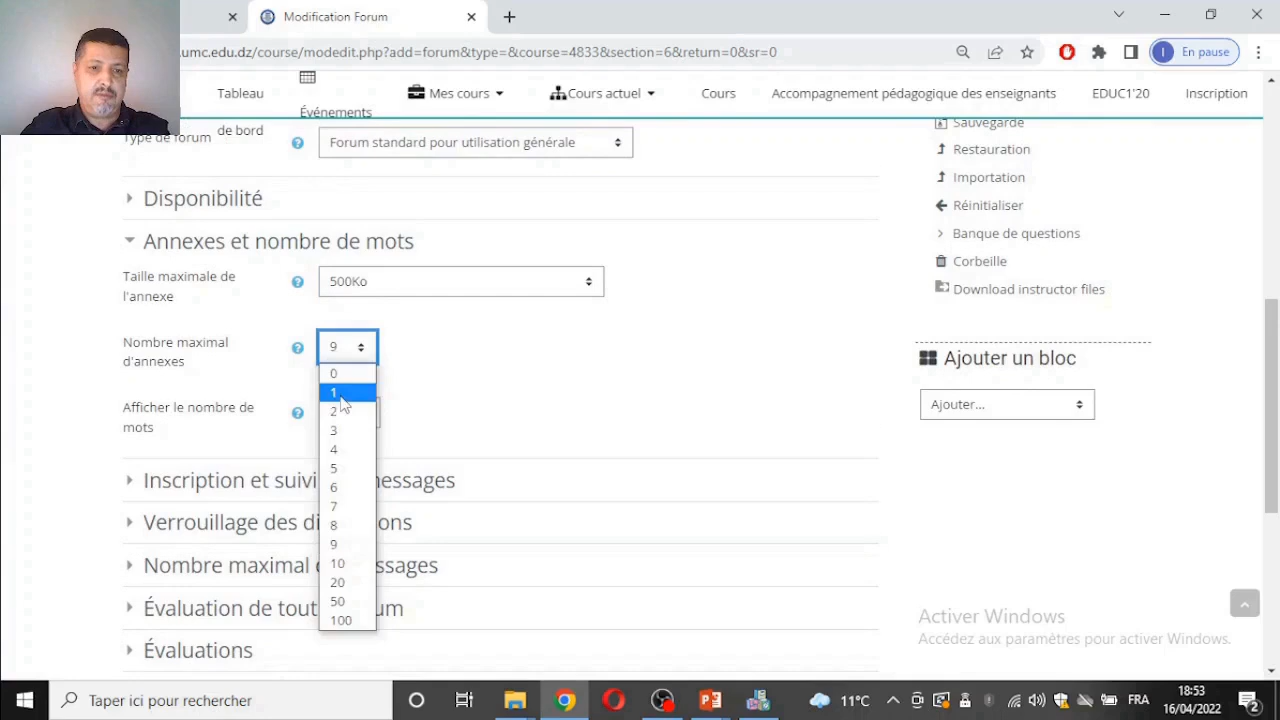 Modification Forum
umc.edu.dz/course/modedit.php?add=forum&type=&course=4833&section=6&return=0&sr=0
En pause
Tableau
de bord
Événements
Mes cours
Cours actuel
Cours
Accompagnement pédagogique des enseignants
EDUC1'20
Inscription
Type de forum
Forum standard pour utilisation générale
Disponibilité
Annexes et nombre de mots
Taille maximale de
l'annexe
500Ko
Nombre maximal
d'annexes
9
0
1
2
3
4
5
6
7
8
9
10
20
50
100
Afficher le nombre de
mots
Inscription et suivi
messages
Verrouillage des di
ons
Nombre maximal
ssages
Évaluation de tout
um
Évaluations
Sauvegarde
Restauration
Importation
Réinitialiser
Banque de questions
Corbeille
Download instructor files
Ajouter un bloc
Ajouter...
Activer Windows
Accédez aux paramètres pour activer Windows.
Taper ici pour rechercher
11°C
FRA
18:53
16/04/2022
2